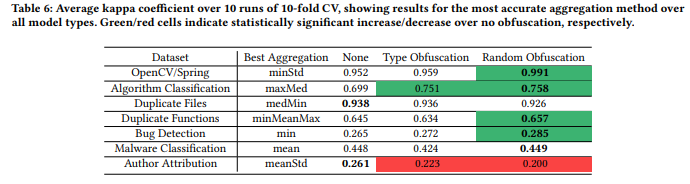 Table 6: Average kappa coefficient over 10 runs of 10-fold CV, showing results for the most accurate aggregation method over
all model types. Green/red cells indicate statistically significant increase/decrease over no obfuscation, respectively.
Dataset Best Aggregation None Type Obfuscation Random Obfuscation
OpenCV/Spring minStd 0.952 0.959 0.991
Algorithm Classification maxMed 0.699 0.751 0.758
Duplicate Files medMin 0.938 0.936 0.926
Duplicate Functions minMeanMax 0.645 0.634 0.657
Bug Detection min 0.265 0.272 0.285
Malware Classification mean 0.448 0.424 0.449
Author Attribution meanStd 0.261 0.223 0.200